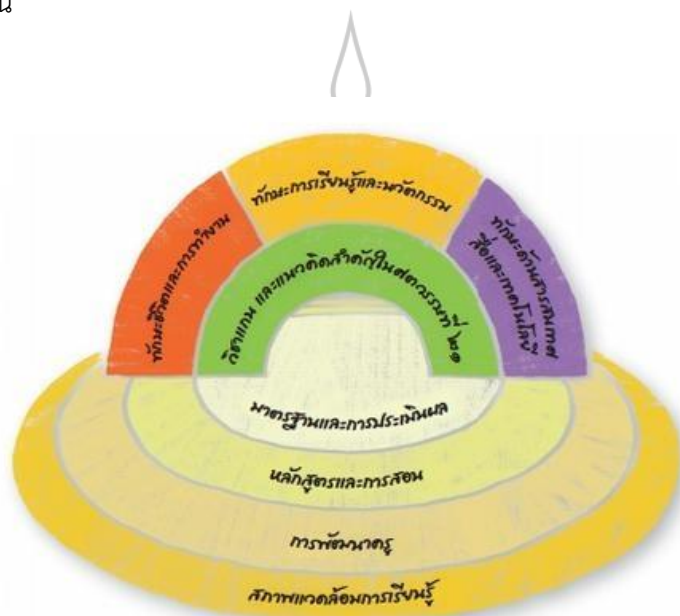 น
ทักษะการเรียนรู้และนวัตกรรม
ทักษะชีวิตและการทำงาน
ทักษะด้านสารสนเทศ
สื่อและเทคโนโลยี
วิชาแกน และแนวคิดสำคัญในศตวรรษที่ ๒๑
มาตรฐานและการประเมินผล
หลักสูตรและการสอน
การพัฒนาครู
สภาพแวดล้อมการเรียนรู้